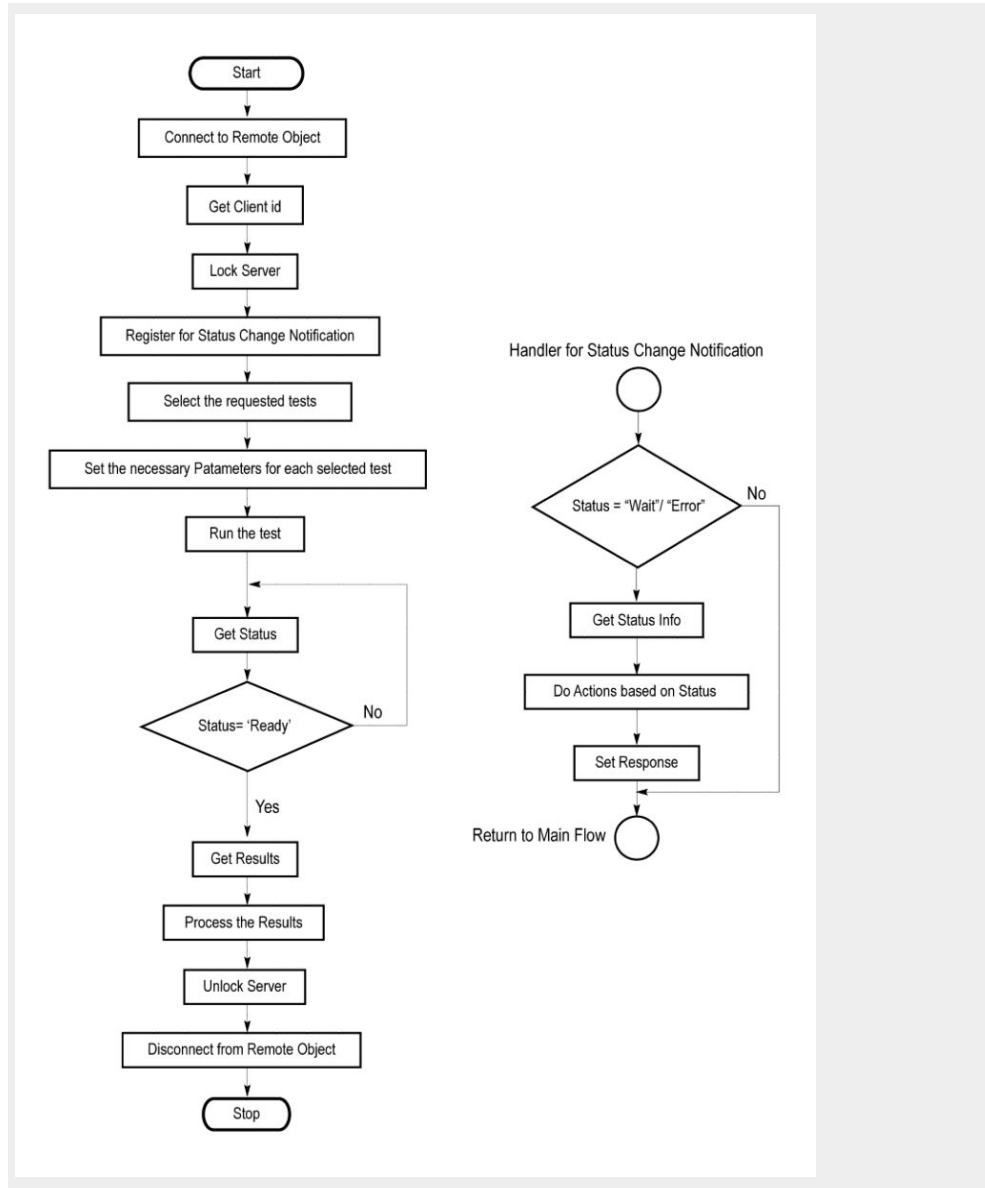 Start
Connect to Remote Object
Get Client id
Lock Server
Register for Status Change Notification
Select the requested tests
Set the necessary Patameters for each selected test
Run the test
Get Status
Status= ‘Ready’
No
Yes
Get Results
Process the Results
Unlock Server
Disconnect from Remote Object
Stop
Handler for Status Change Notification
Status = “Wait”/ “Error”
No
Get Status Info
Do Actions based on Status
Set Response
Return to Main Flow